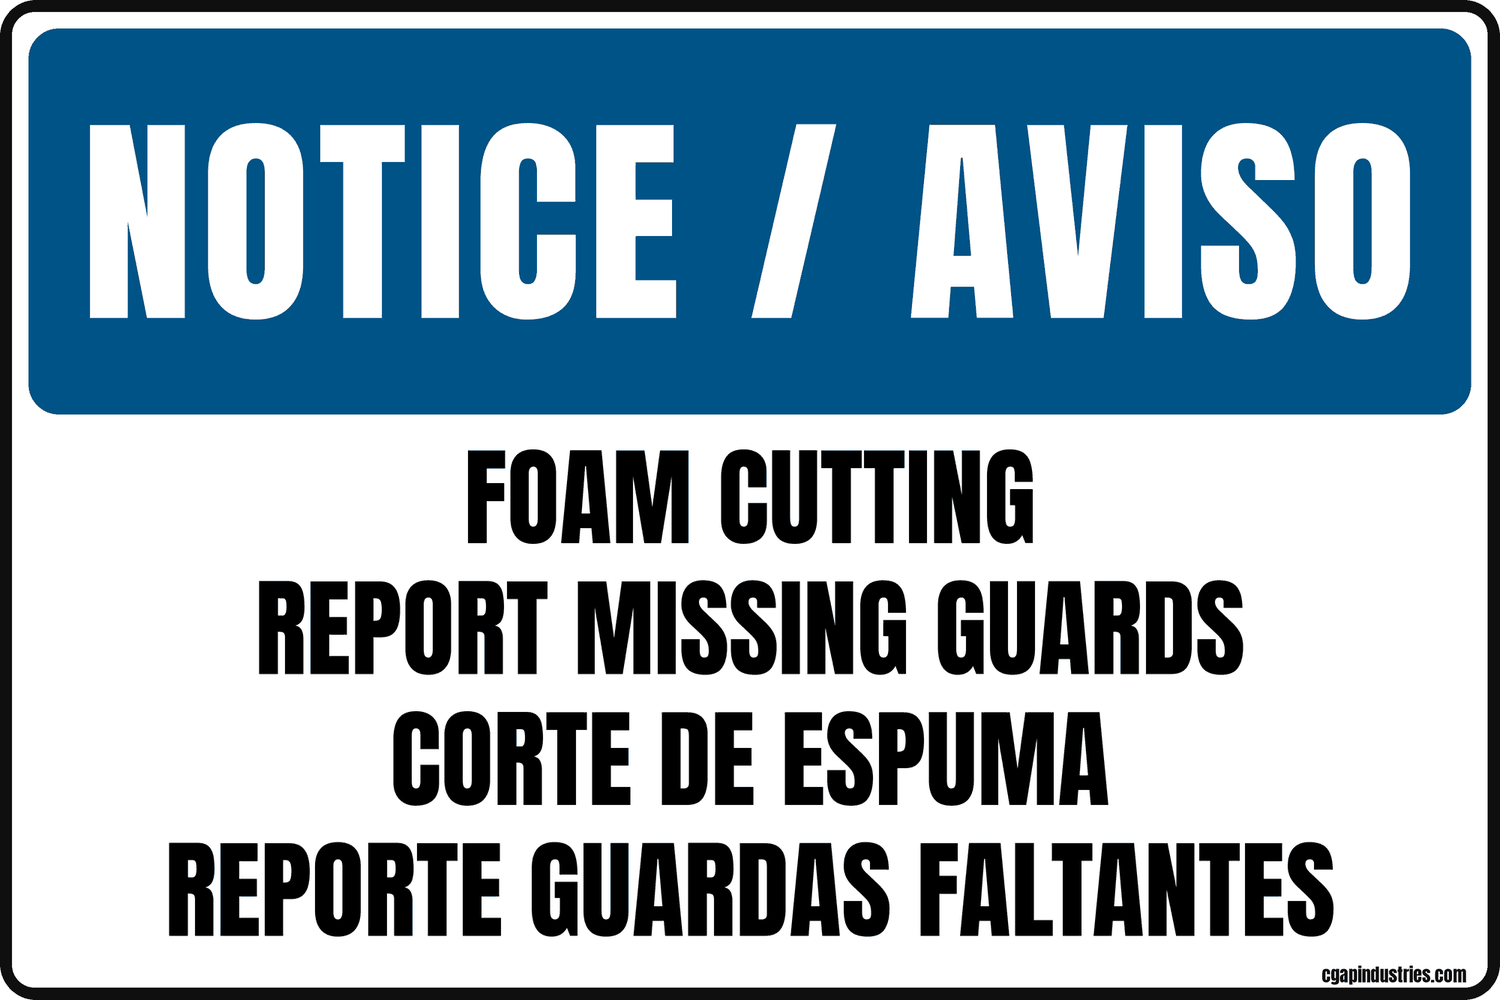 NOTICE / AVISO
FOAM CUTTING
REPORT MISSING GUARDS
CORTE DE ESPUMA
REPORTE GUARDAS FALTANTES
cgapindustries.com